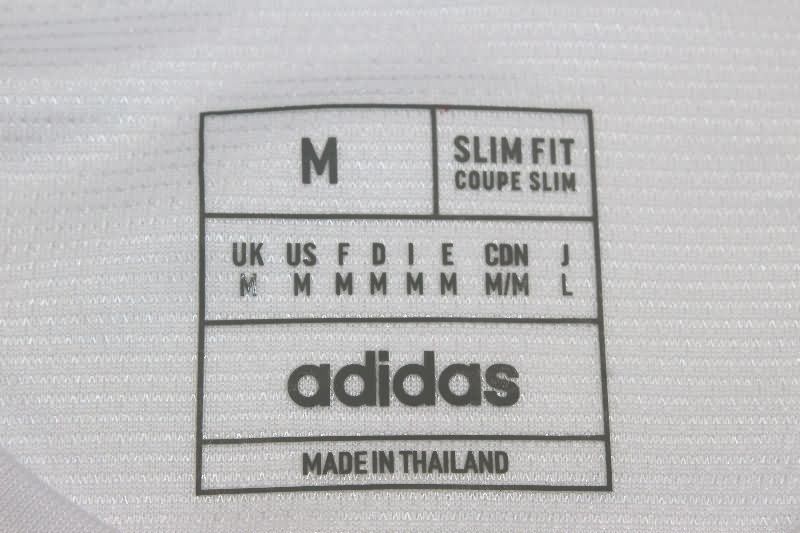 M
SLIM FIT
COUPE SLIM
UK US F D I E CDN J
M M M M M M M/M L
adidas
MADE IN THAILAND